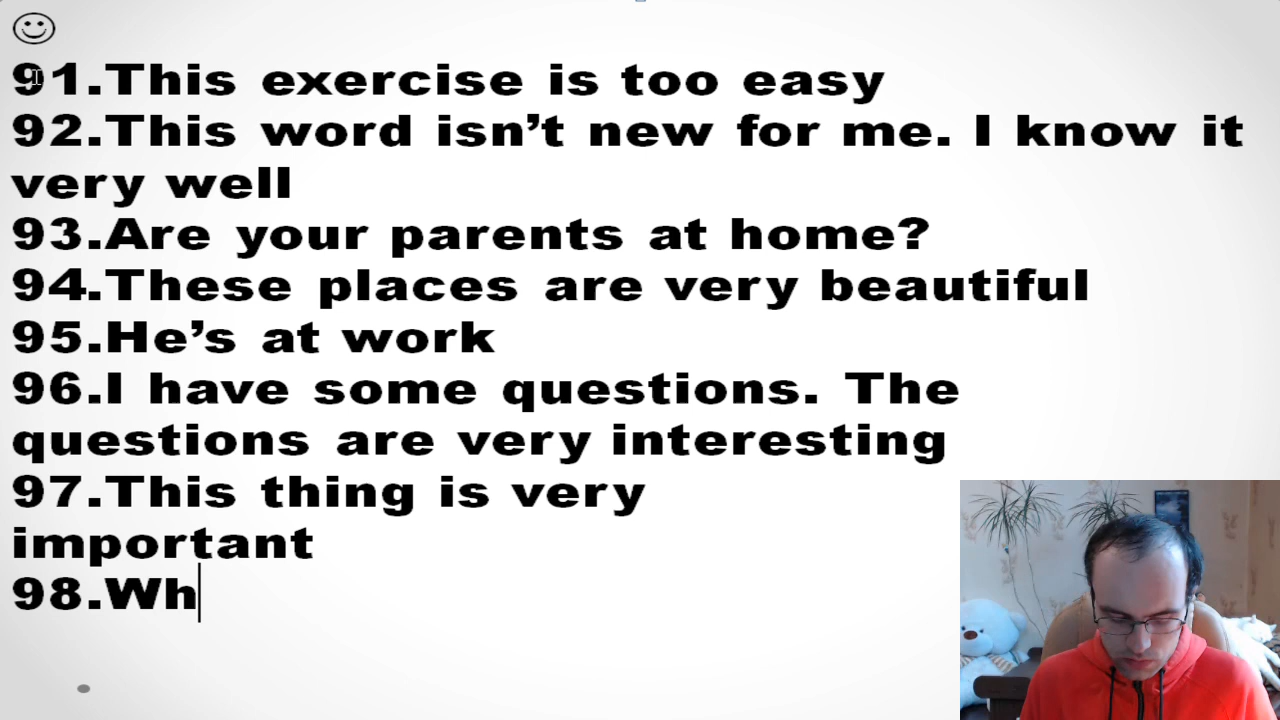 91.This exercise is too easy
92.This word isn’t new for me. I know it
very well
93.Are your parents at home?
94.These places are very beautiful
95.He’s at work
96.I have some questions. The
questions are very interesting
97.This thing is very
important
98.Wh